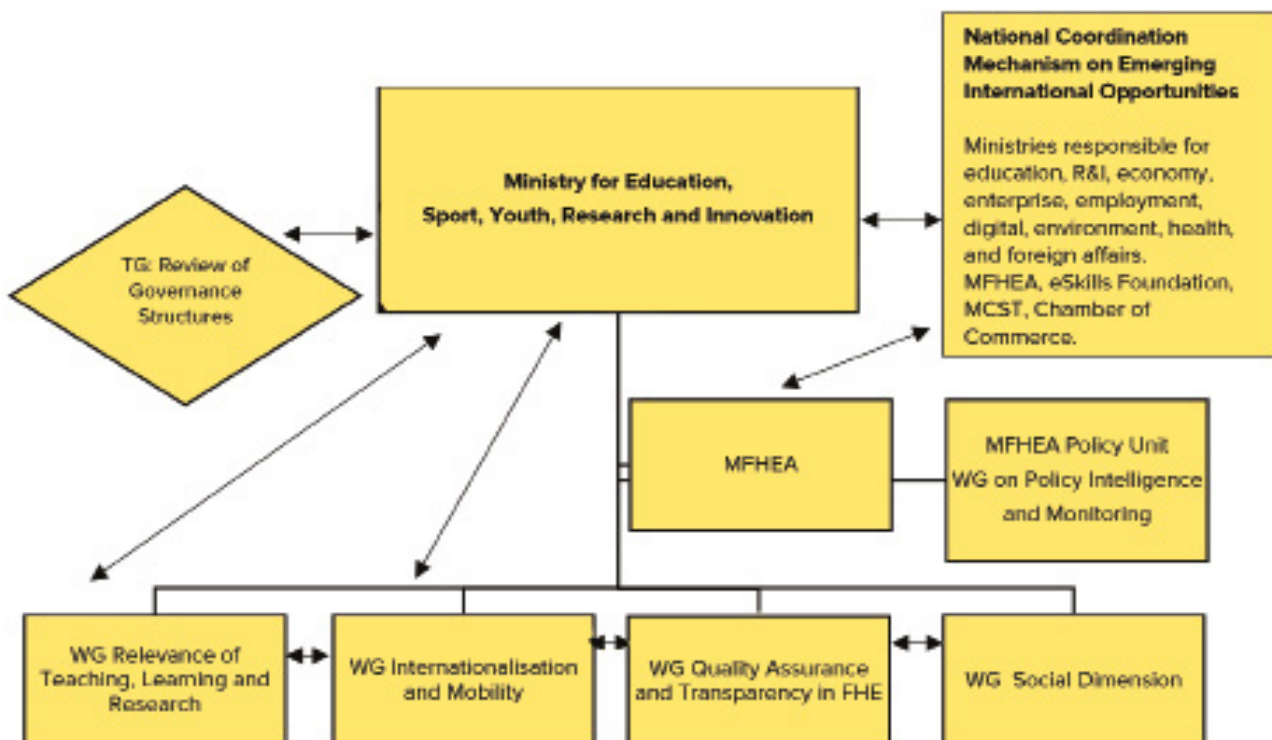 National Coordination
Mechanism on Emerging
International Opportunities
Ministries responsible for
education, R&I, economy,
enterprise, employment,
digital, environment, health,
and foreign affairs.
MFHEA, eSkills Foundation,
MCST, Chamber of
Commerce.
Ministry for Education,
Sport, Youth, Research and Innovation
TG: Review of
Governance
Structures
MFHEA
MFHEA Policy Unit
WG on Policy Intelligence
and Monitoring
WG Relevance of
Teaching, Learning and
Research
WG Internationalisation
and Mobility
WG Quality Assurance
and Transparency in FHE
WG Social Dimension